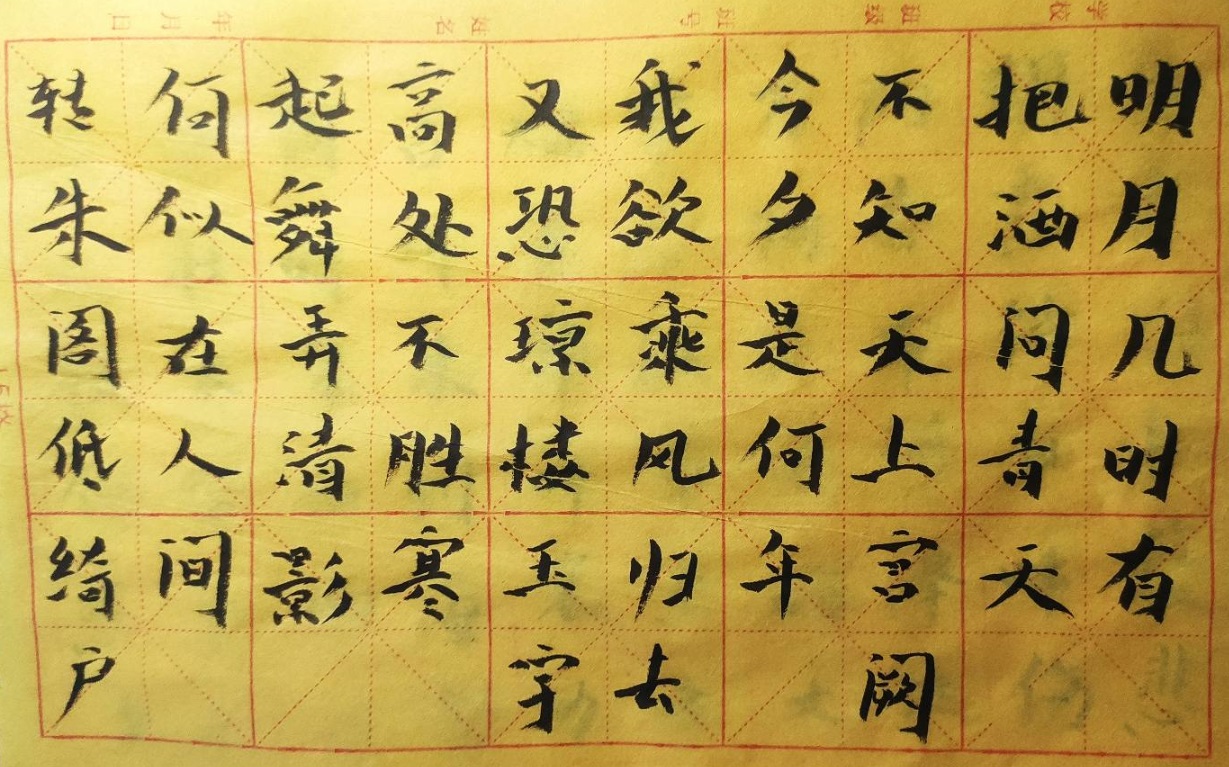 明月几时有
把酒问青天
不知天上宫阙
今夕是何年
我欲乘风归去
又恐琼楼玉宇
高处不胜寒
起舞弄清影
何似在人间
转朱阁低绮户
学校
班级
班号
姓名
年月日